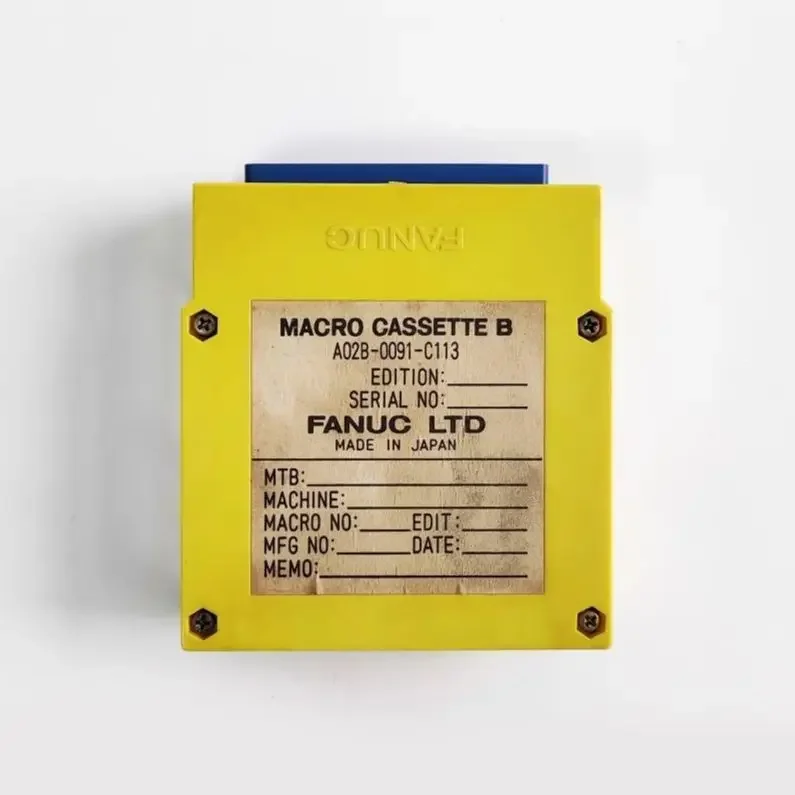 FANUC
MACRO CASSETTE B
A02B-0091-C113
EDITION:
SERIAL NO:
FANUC LTD
MADE IN JAPAN
MTB:
MACHINE:
MACRO NO: EDIT:
MFG NO: DATE:
MEMO: